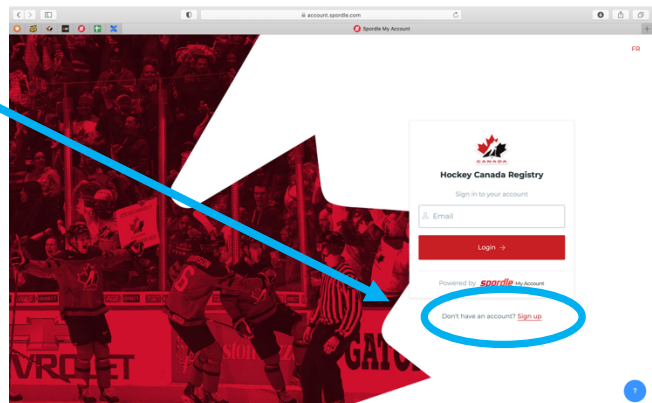 account.spordle.com
Spordle My Account
FR
CANADA
Hockey Canada Registry
Sign in to your account
Email
Login →
Powered by spordle My Account
Don't have an account? Sign up
?